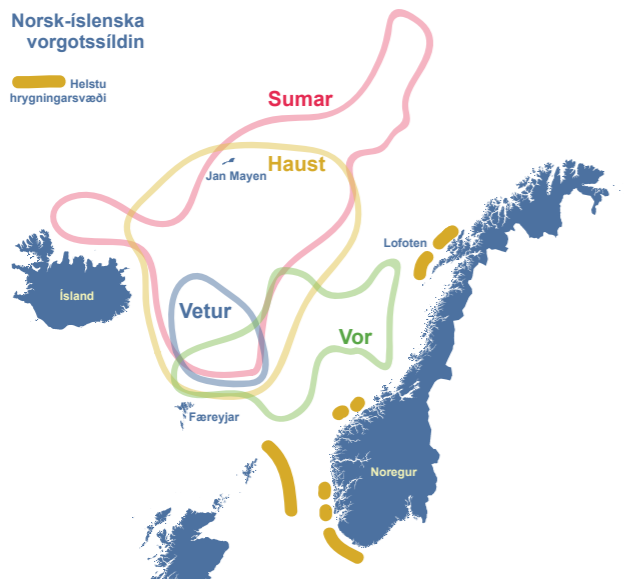 Norsk-íslenska
vorgotssíldin
Helstu
hrygningarsvæði
Sumar
Haust
Jan Mayen
Lofoten
Ísland
Vetur
Vor
Færeyjar
Noregur